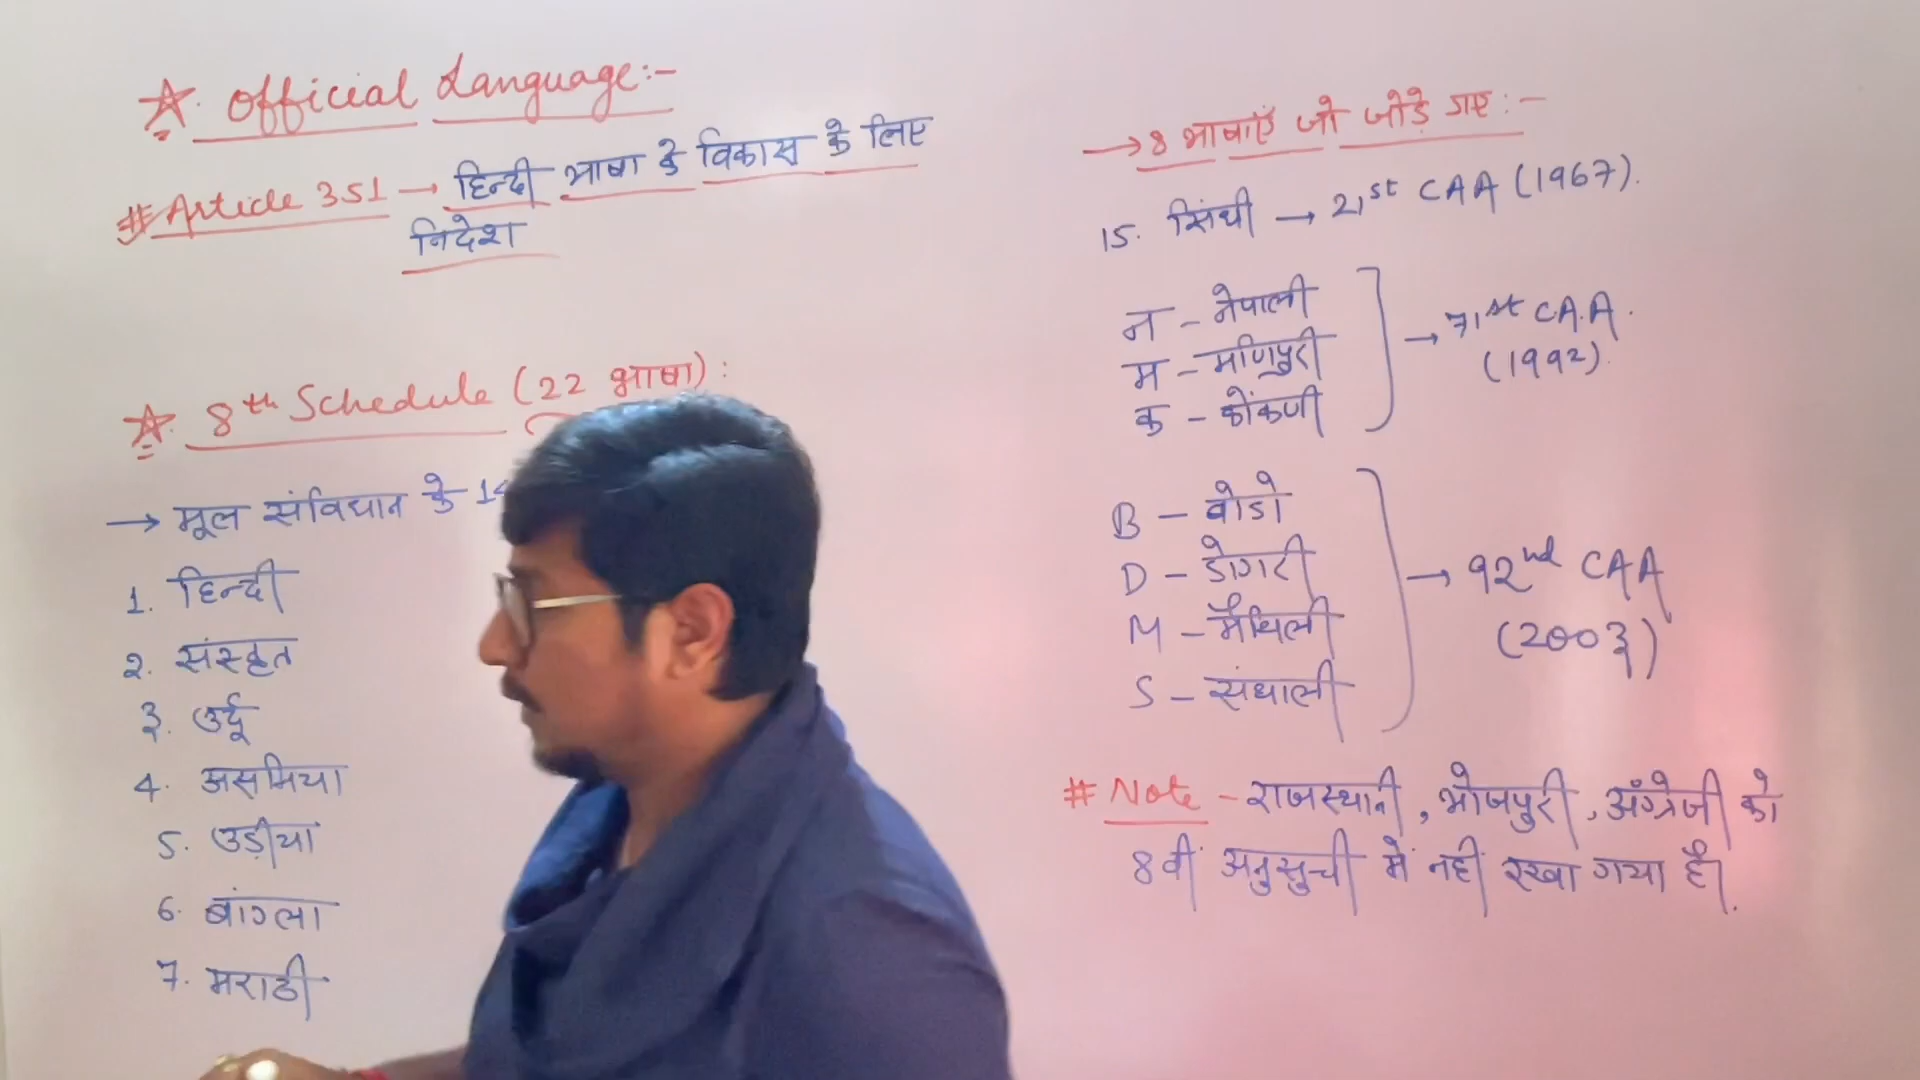 ☆. Official Language:-
# Article 351 → हिन्दी भाषा के विकास के लिए
निदेश
☆. 8th Schedule (22 भाषा):
→ मूल संविधान के 14
1. हिन्दी
2. संस्कृत
3. उर्दू
4. असमिया
5. उड़ीया
6. बांग्ला
7. मराठी
→ 8 भाषाएँ जो जोड़े गए:-
15. सिंधी → 21st CAA (1967).
न - नेपाली
म - मणिपुरी
क - कोंकणी
→ 71st C.A.A.
(1992).
B - बोडो
D - डोगरी
M - मैथिली
S - संथाली
→ 92nd CAA
(2003)
# Note - राजस्थानी, भोजपुरी, अँग्रेजी को
8वीं अनुसुची में नहीं रखा गया है।